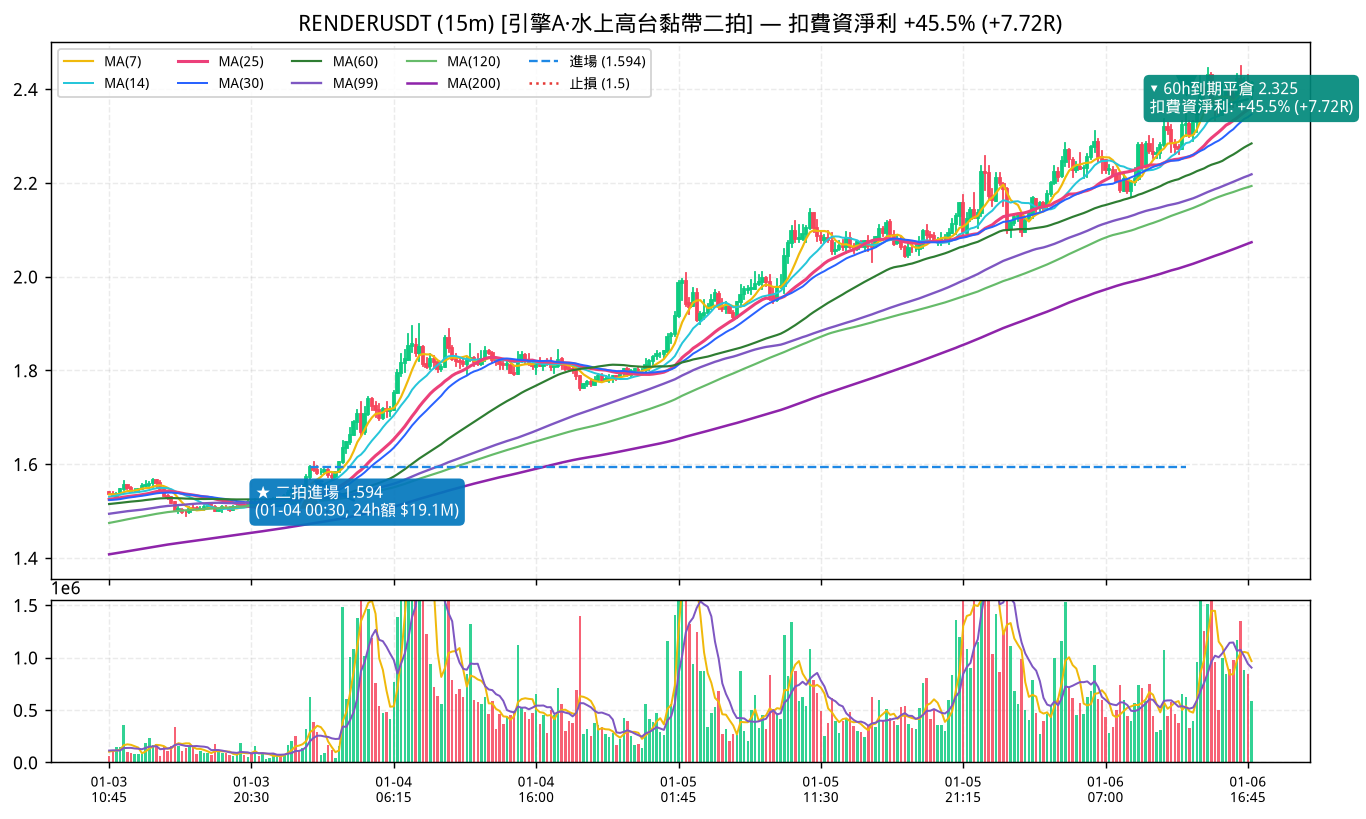 RENDERUSDT (15m) [引擎A·水上高台黏帶二拍] — 扣費資淨利 +45.5% (+7.72R)
MA(7)
MA(14)
MA(25)
MA(30)
MA(60)
MA(99)
MA(120)
MA(200)
進場 (1.594)
止損 (1.5)
▼ 60h到期平倉 2.325
扣費資淨利: +45.5% (+7.72R)
2.4
2.2
2.0
1.8
1.6
1.4
★ 二拍進場 1.594
(01-04 00:30, 24h額 $19.1M)
1e6
1.5
1.0
0.5
0.0
01-03
10:45
01-03
20:30
01-04
06:15
01-04
16:00
01-05
01:45
01-05
11:30
01-05
21:15
01-06
07:00
01-06
16:45